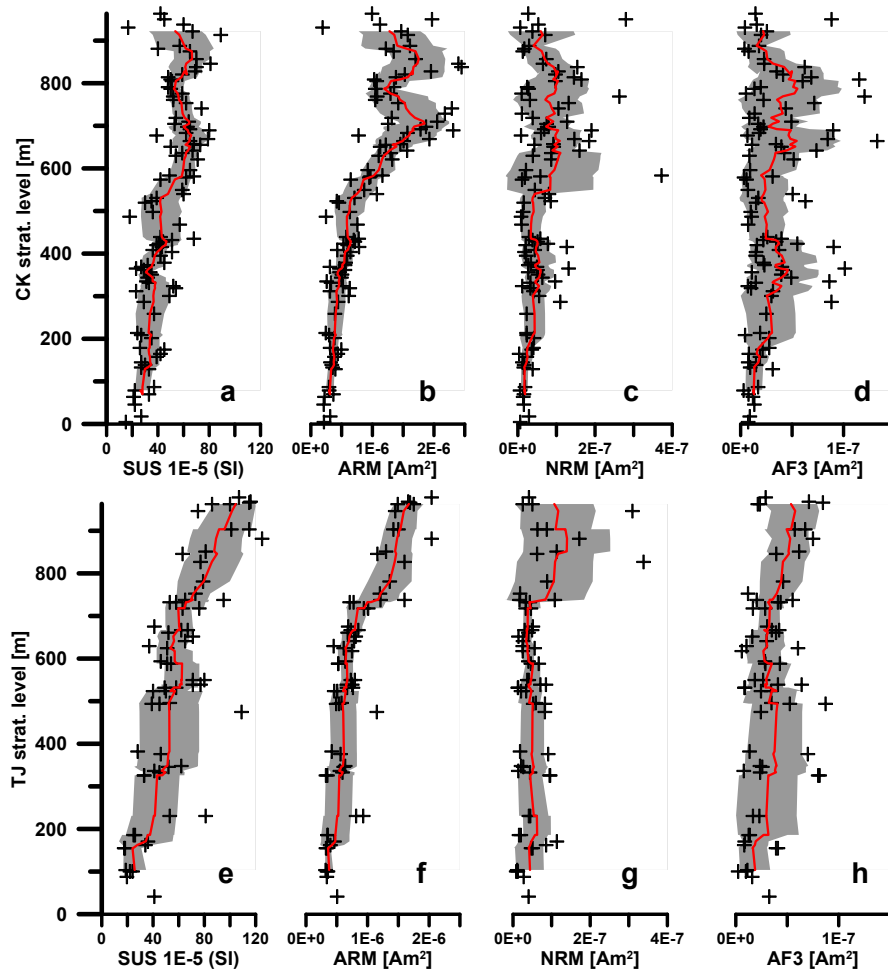 800
600
400
200
0
CK strat. level [m]
a
b
c
d
0 40 80 120
0E+0 1E-6 2E-6
0E+0 2E-7 4E-7
0E+0 1E-7
SUS 1E-5 (SI)
ARM [Am²]
NRM [Am²]
AF3 [Am²]
800
600
400
200
0
TJ strat. level [m]
e
f
g
h
0 40 80 120
0E+0 1E-6 2E-6
0E+0 2E-7 4E-7
0E+0 1E-7
SUS 1E-5 (SI)
ARM [Am²]
NRM [Am²]
AF3 [Am²]